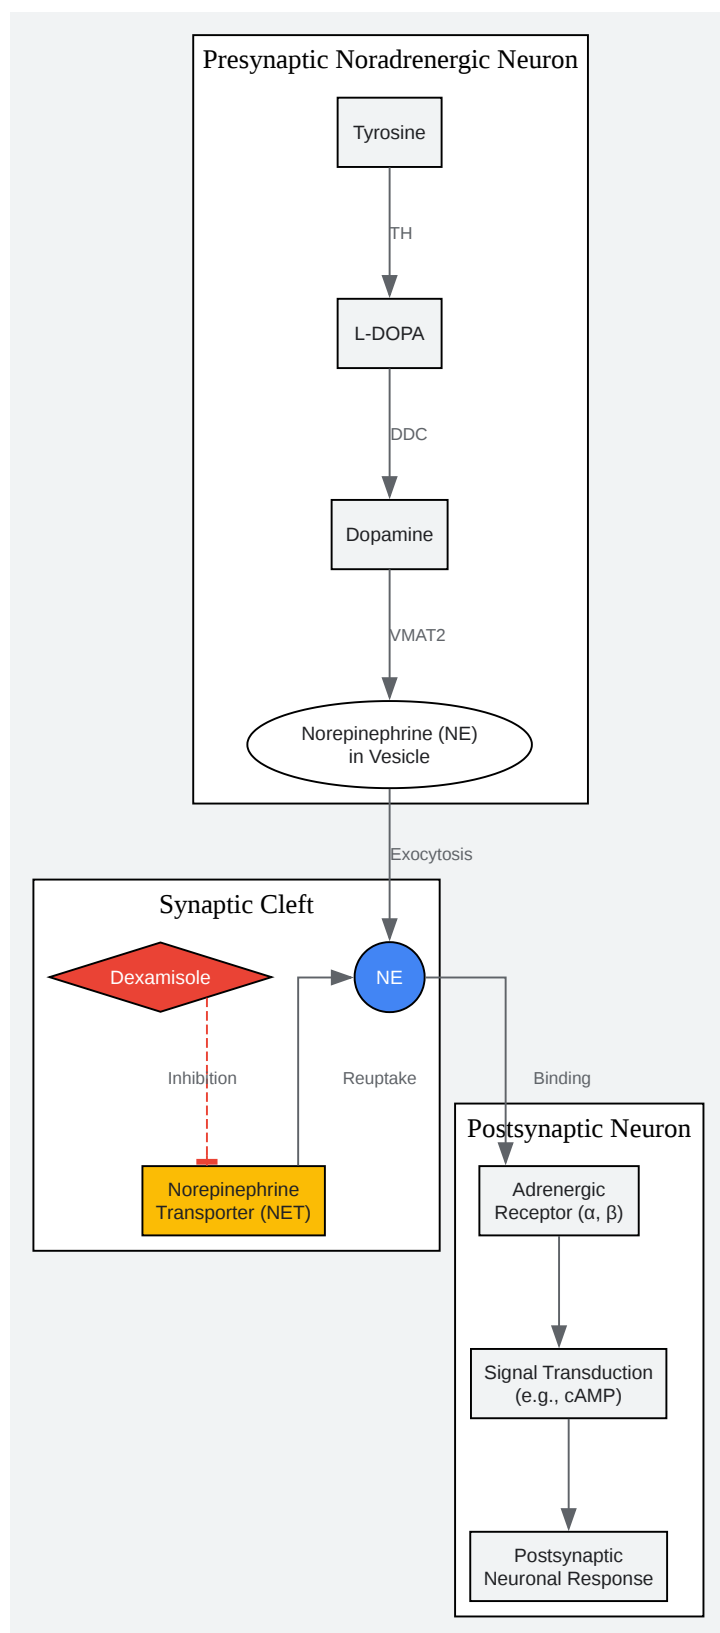 Presynaptic Noradrenergic Neuron
Tyrosine
TH
L-DOPA
DDC
Dopamine
VMAT2
Norepinephrine (NE)
in Vesicle
Exocytosis
Synaptic Cleft
Dexamisole
NE
Inhibition
Reuptake
Binding
Postsynaptic Neuron
Norepinephrine
Transporter (NET)
Adrenergic
Receptor (α, β)
Signal Transduction
(e.g., cAMP)
Postsynaptic
Neuronal Response